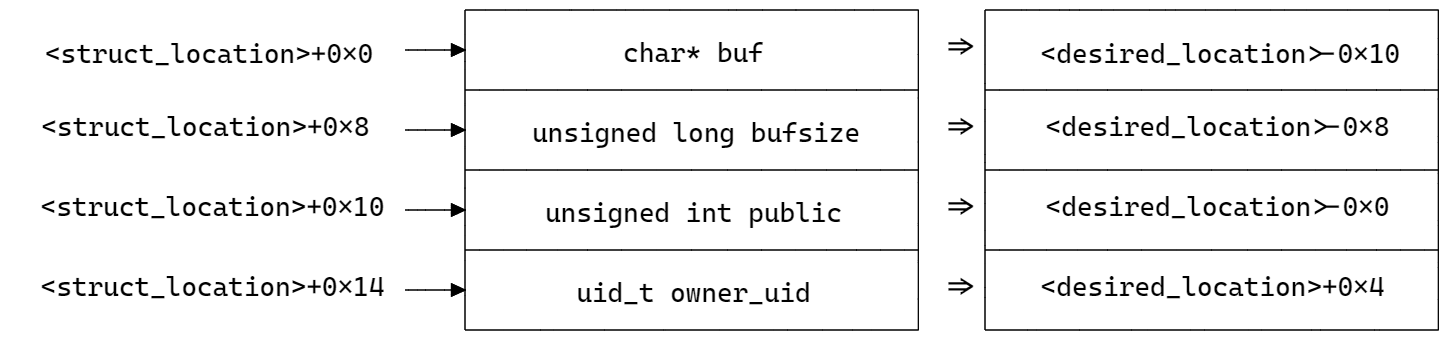 <struct_location>+0×0 char* buf ⇒ <desired_location>-0×10
<struct_location>+0×8 unsigned long bufsize ⇒ <desired_location>-0×8
<struct_location>+0×10 unsigned int public ⇒ <desired_location>-0×0
<struct_location>+0×14 uid_t owner_uid ⇒ <desired_location>+0×4